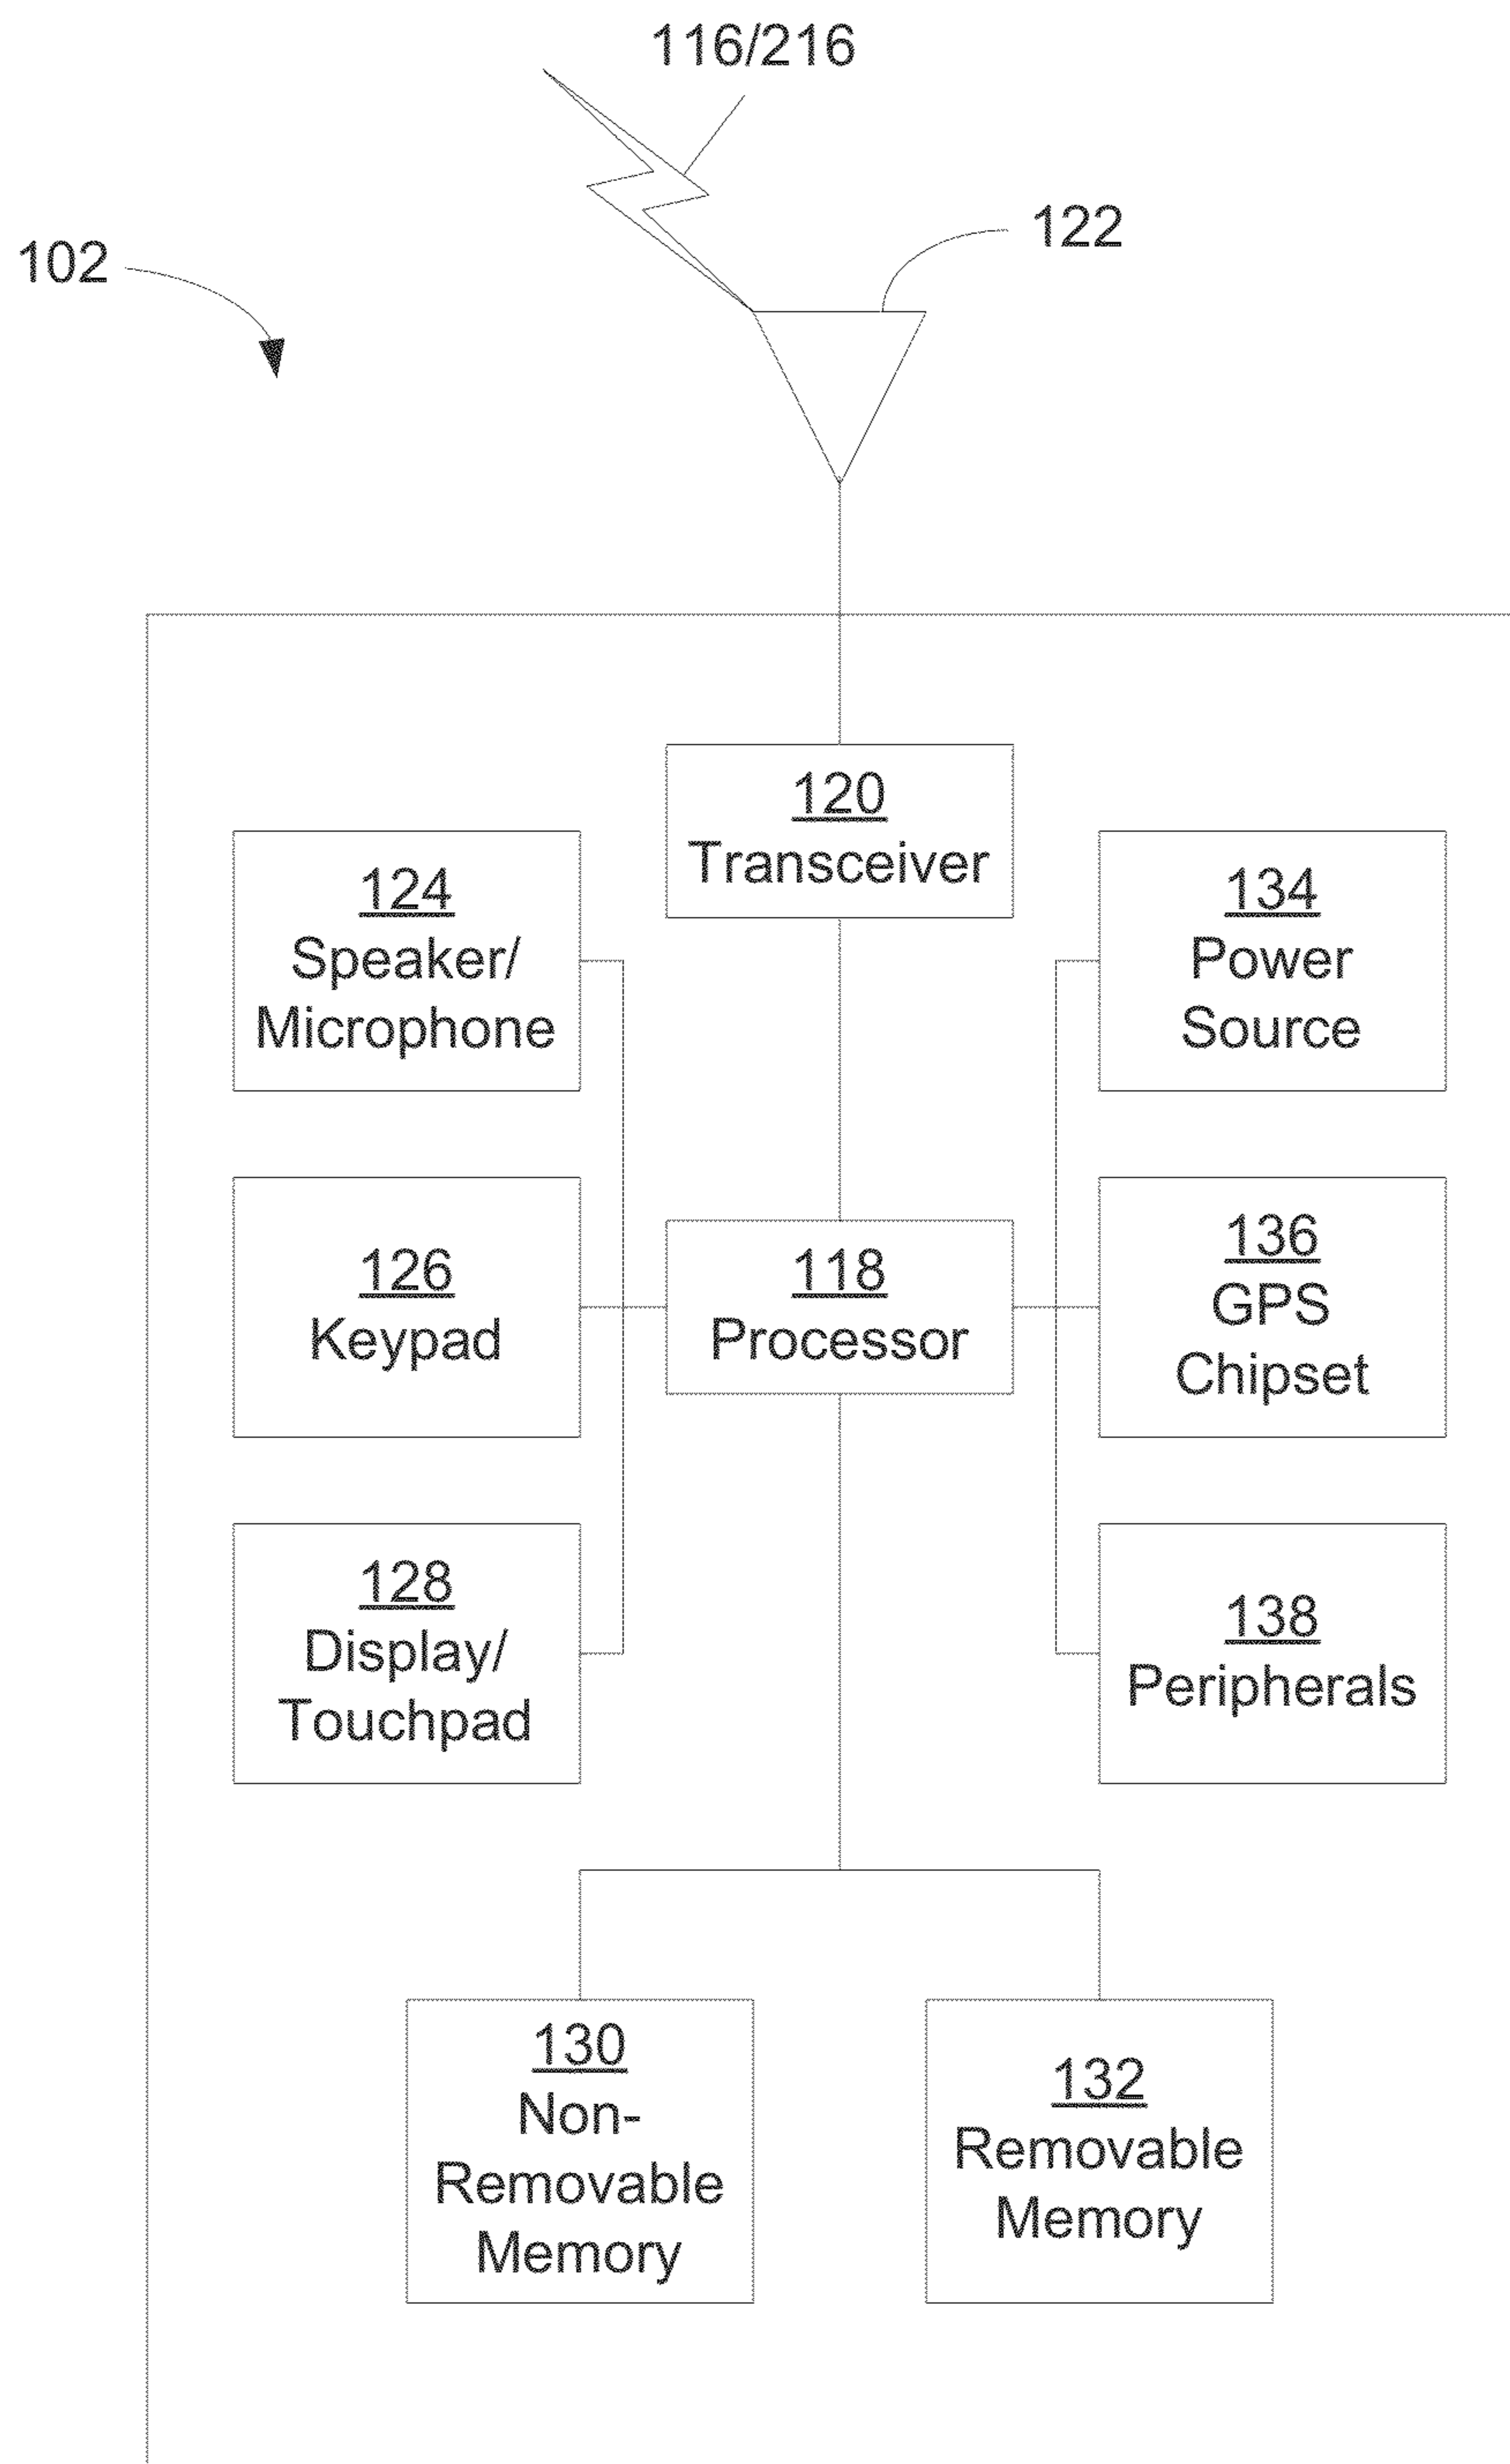 116/216
122
102
120
Transceiver
124
Speaker/
Microphone
134
Power
Source
126
Keypad
118
Processor
136
GPS
Chipset
128
Display/
Touchpad
138
Peripherals
130
Non-
Removable
Memory
132
Removable
Memory